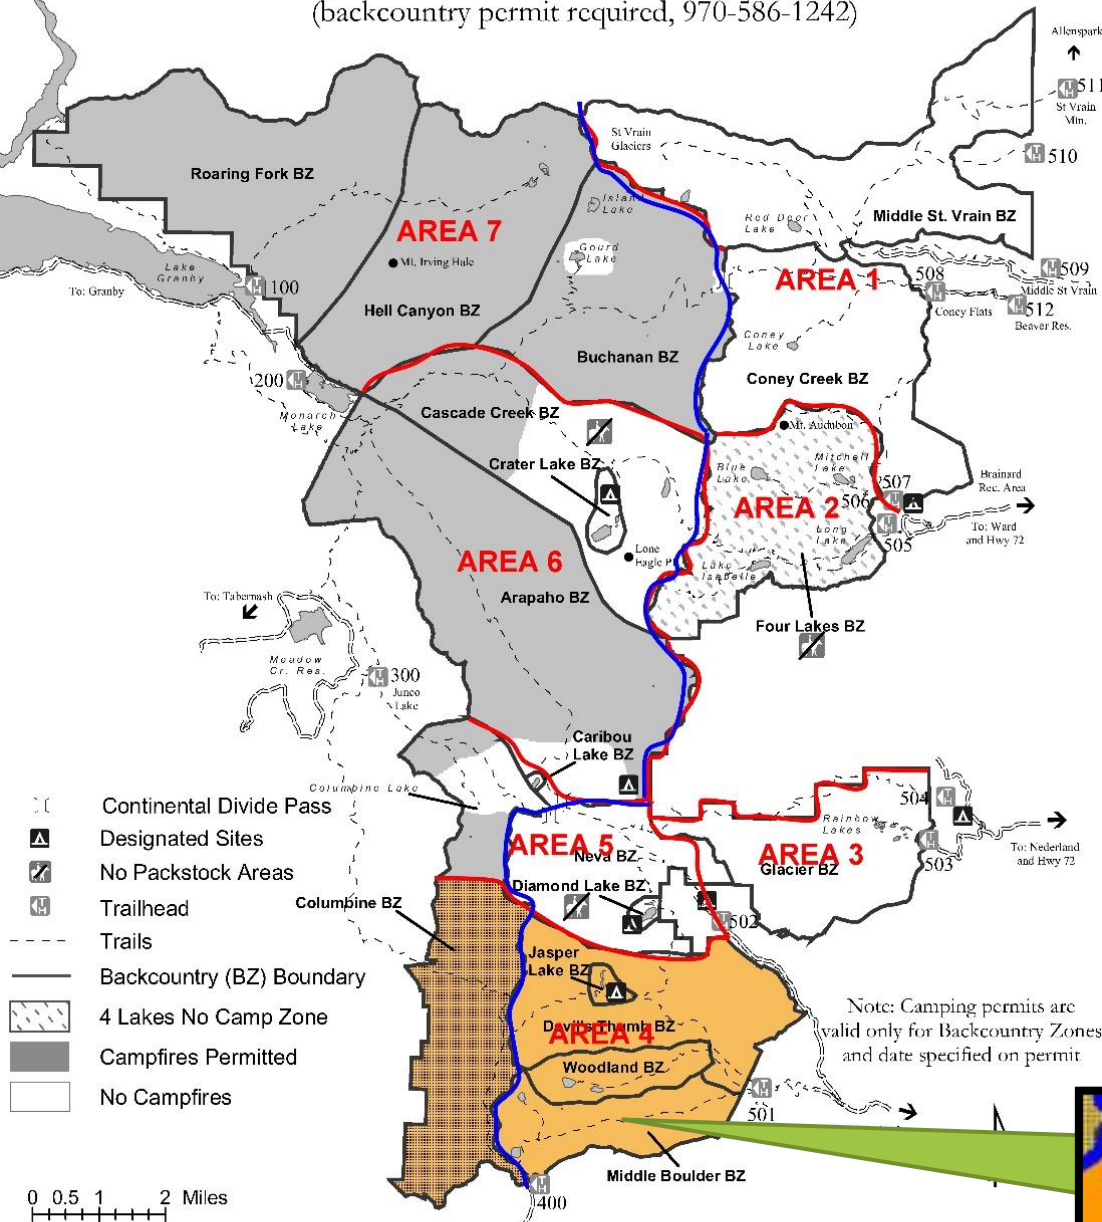 (backcountry permit required, 970-586-1242)
Allenspark
511
St Vrain
Mtn.
St Vrain
Glaciers
510
Roaring Fork BZ
Island
Lake
Red Deer
Lake
Middle St. Vrain BZ
AREA 7
Gourd
Lake
Mt. Irving Hale
Lake
Granby
To: Granby
100
AREA 1
508
509
Middle St Vrain
Coney Flats
512
Beaver Res.
Hell Canyon BZ
Coney
Lake
Buchanan BZ
Coney Creek BZ
200
Monarch
Lake
Cascade Creek BZ
Mt. Audubon
Crater Lake BZ
Blue
Lake
Mitchell
Lake
507
Brainard
Rec. Area
AREA 2
506
Long
Lake
505
To: Ward
and Hwy 72
Lone
Eagle P
AREA 6
Lake
Isabelle
Arapaho BZ
To: Tabernash
Four Lakes BZ
Meadow
Cr. Res.
300
Junco
Lake
Caribou
Lake BZ
Columbine Lake
Continental Divide Pass
Designated Sites
No Packstock Areas
Trailhead
Trails
Backcountry (BZ) Boundary
4 Lakes No Camp Zone
Campfires Permitted
No Campfires
504
Rainbow
Lakes
AREA 5
Neva BZ
AREA 3
Glacier BZ
503
To: Nederland
and Hwy 72
Diamond Lake BZ
Columbine BZ
502
Jasper
Lake BZ
Devil's Thumb BZ
AREA 4
Woodland BZ
Note: Camping permits are
valid only for Backcountry Zones
and date specified on permit
501
Middle Boulder BZ
400
0 0.5 1 2 Miles